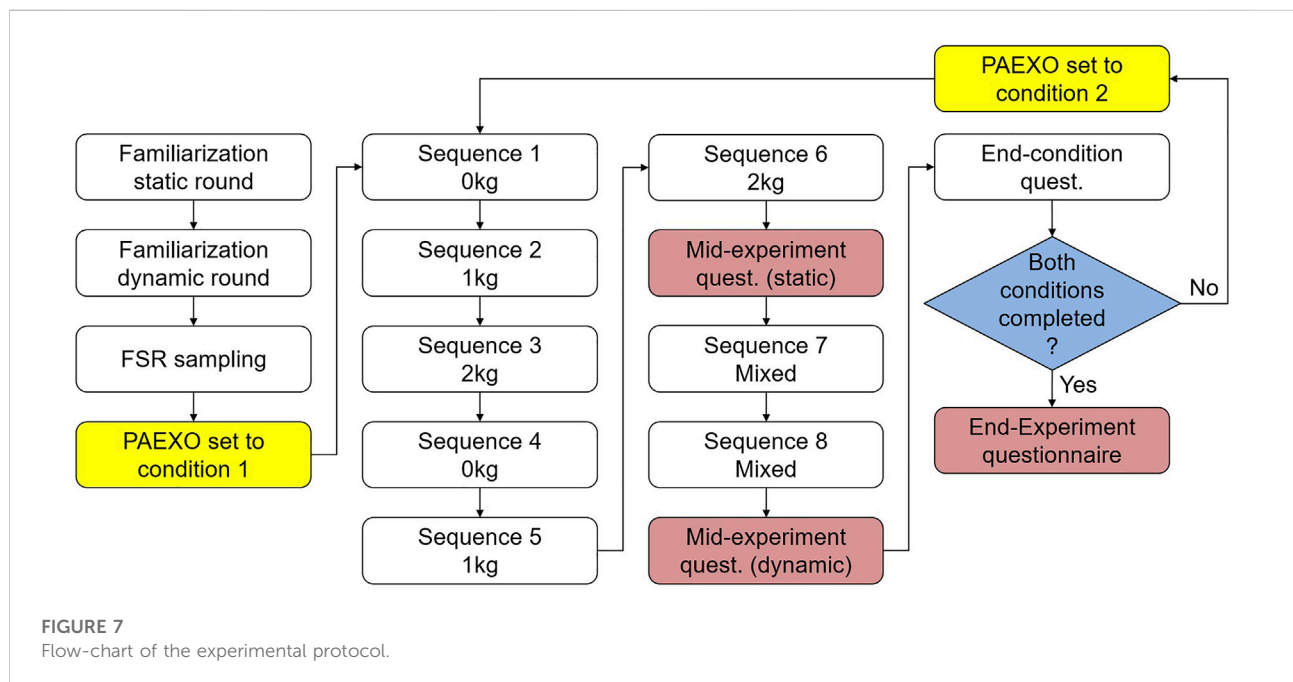 Familiarization
static round
Familiarization
dynamic round
FSR sampling
PAEXO set to
condition 1
Sequence 1
0kg
Sequence 2
1kg
Sequence 3
2kg
Sequence 4
0kg
Sequence 5
1kg
Sequence 6
2kg
Mid-experiment
quest. (static)
Sequence 7
Mixed
Sequence 8
Mixed
Mid-experiment
quest. (dynamic)
PAEXO set to
condition 2
End-condition
quest.
Both
conditions
completed
?
No
Yes
End-Experiment
questionnaire
FIGURE 7
Flow-chart of the experimental protocol.